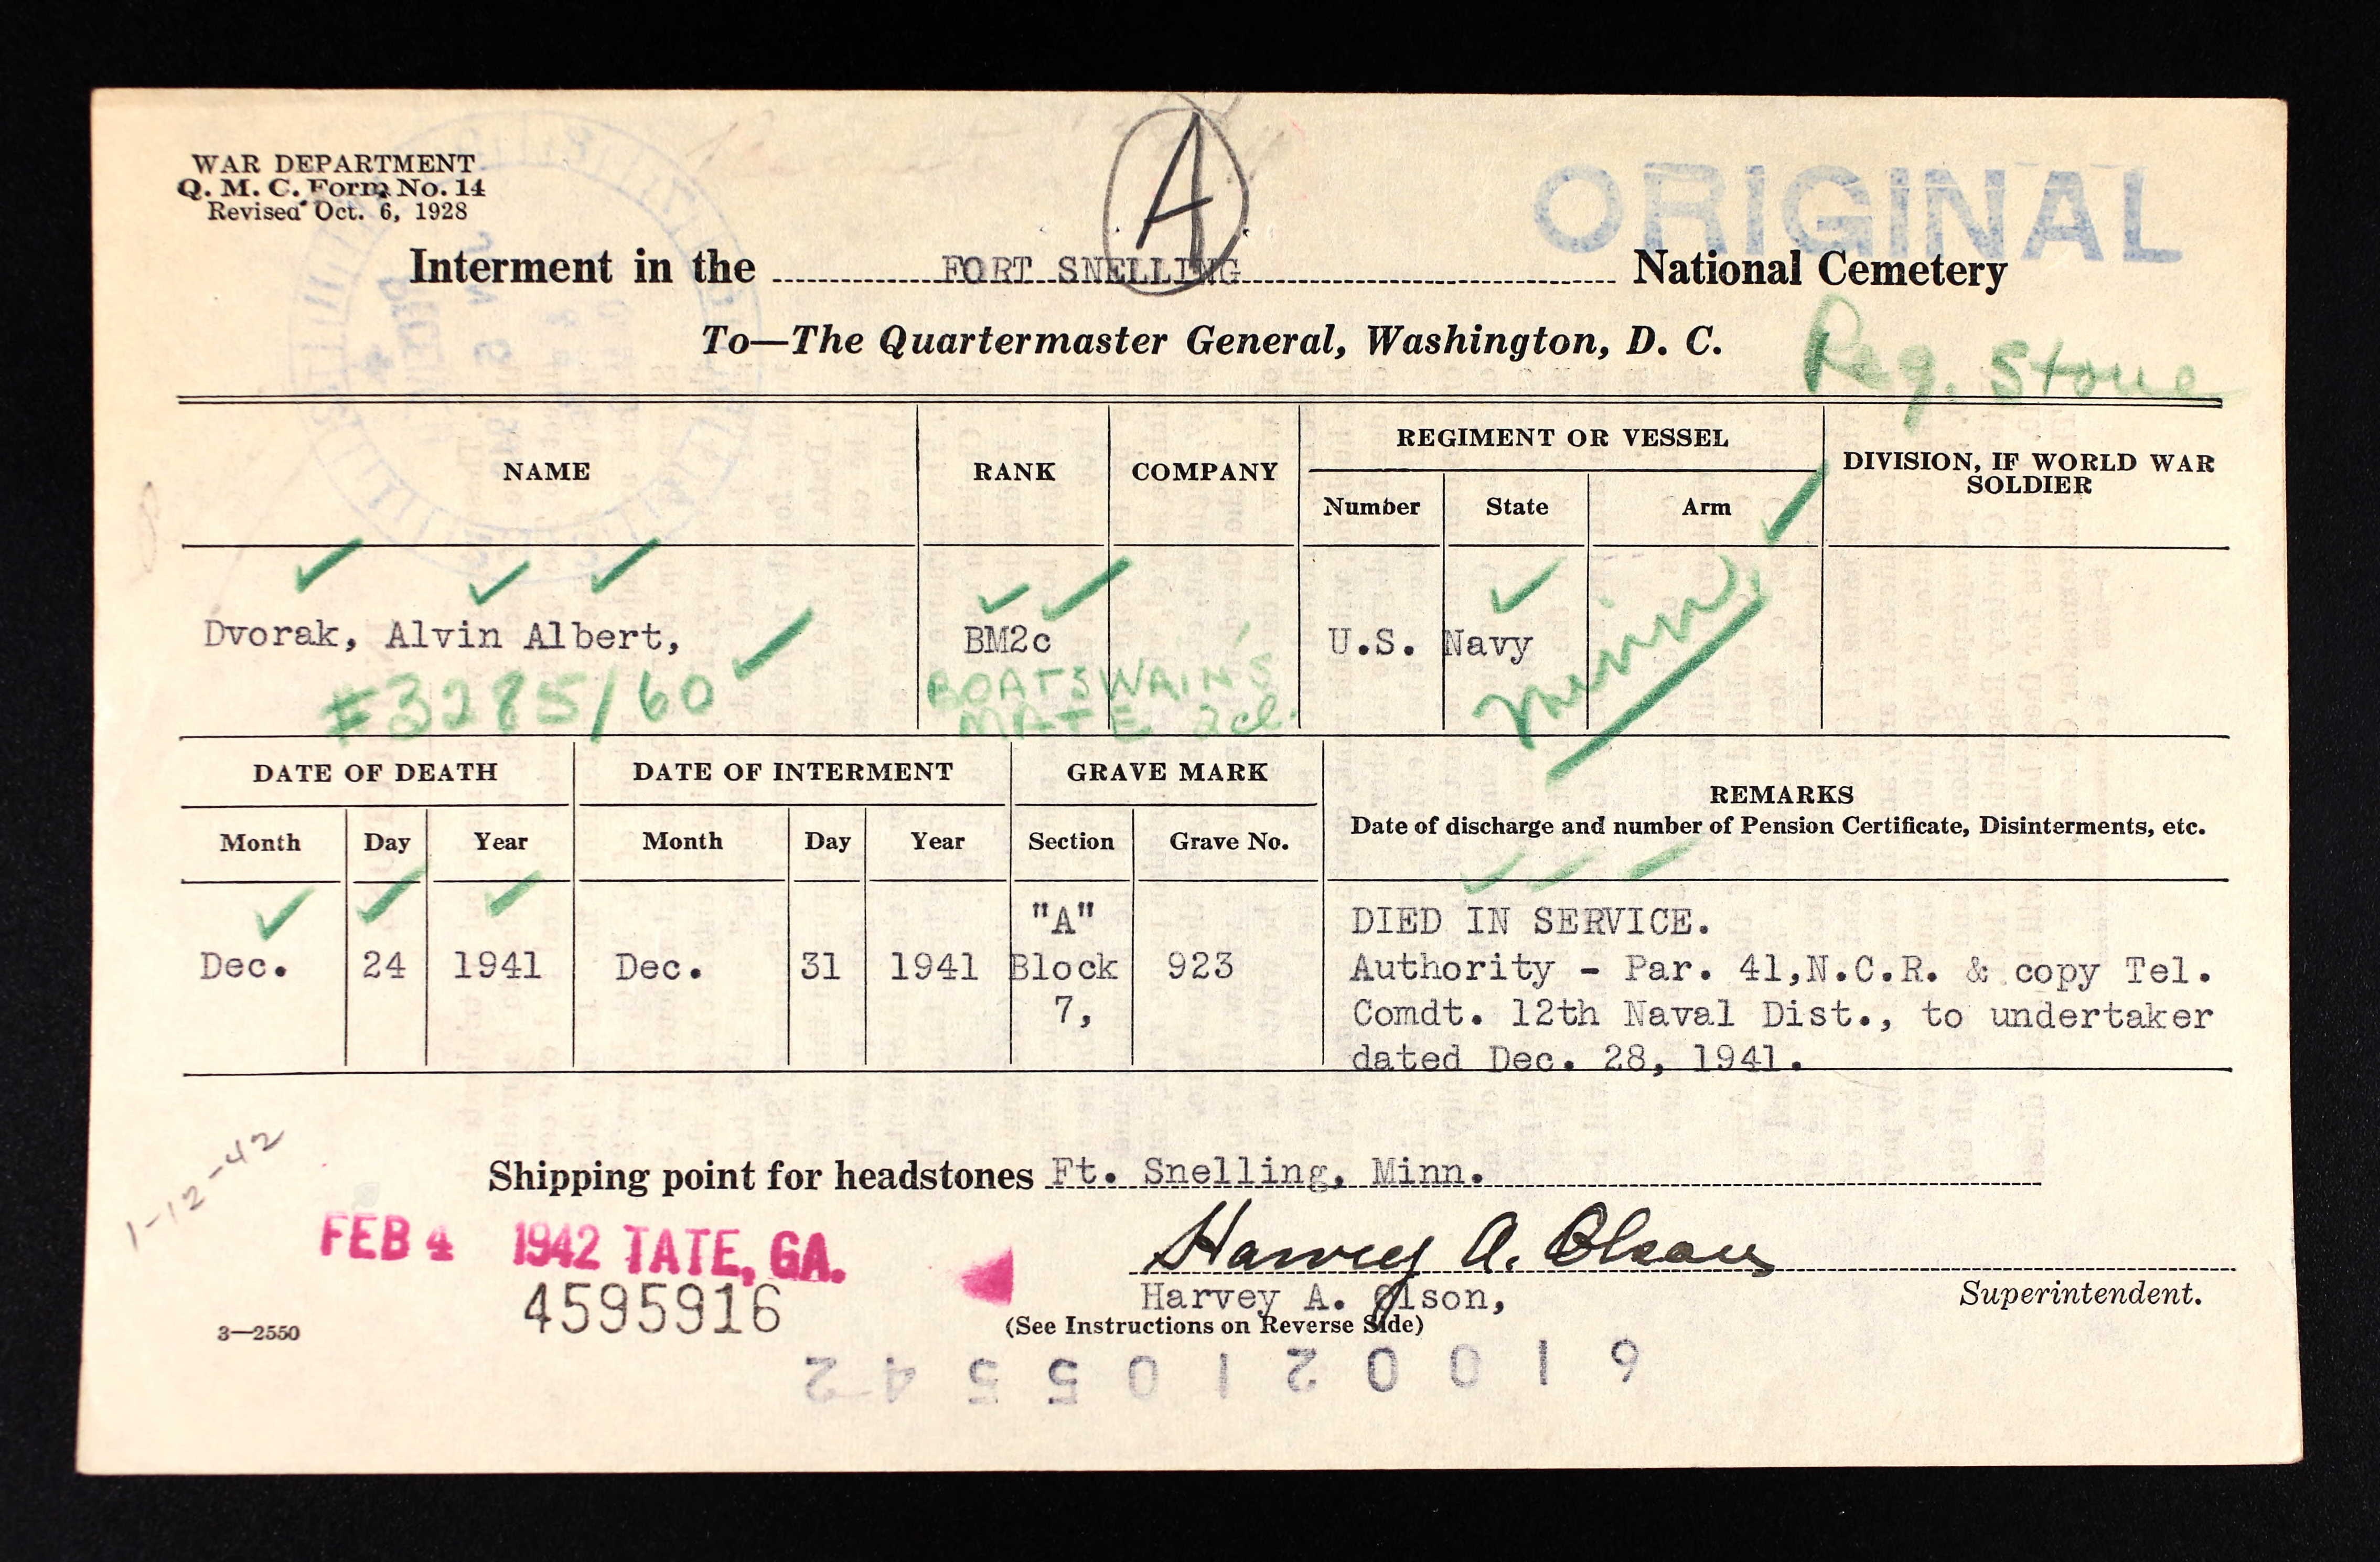 WAR DEPARTMENT
Q. M. C. Form No. 14
Revised Oct. 6, 1928
A
ORIGINAL
Interment in the FORT SNELLING National Cemetery
To—The Quartermaster General, Washington, D. C.
Reg. Stone
NAME
RANK
COMPANY
REGIMENT OR VESSEL
Number
State
Arm
DIVISION, IF WORLD WAR
SOLDIER
Dvorak, Alvin Albert,
BM2c
U.S. Navy
Minn.
#3285/60
BOATSWAIN'S
MATE 2cl.
DATE OF DEATH
DATE OF INTERMENT
GRAVE MARK
REMARKS
Date of discharge and number of Pension Certificate, Disinterments, etc.
Month
Day
Year
Month
Day
Year
Section
Grave No.
Dec.
24
1941
Dec.
31
1941
"A"
Block
7,
923
DIED IN SERVICE.
Authority - Par. 41,N.C.R. & copy Tel.
Comdt. 12th Naval Dist., to undertaker
dated Dec. 28, 1941.
1-12-42
Shipping point for headstones Ft. Snelling, Minn.
FEB 4 1942 TATE, GA.
4595916
Harvey A. Olson
Harvey A. Olson,
Superintendent.
(See Instructions on Reverse Side)
3—2550